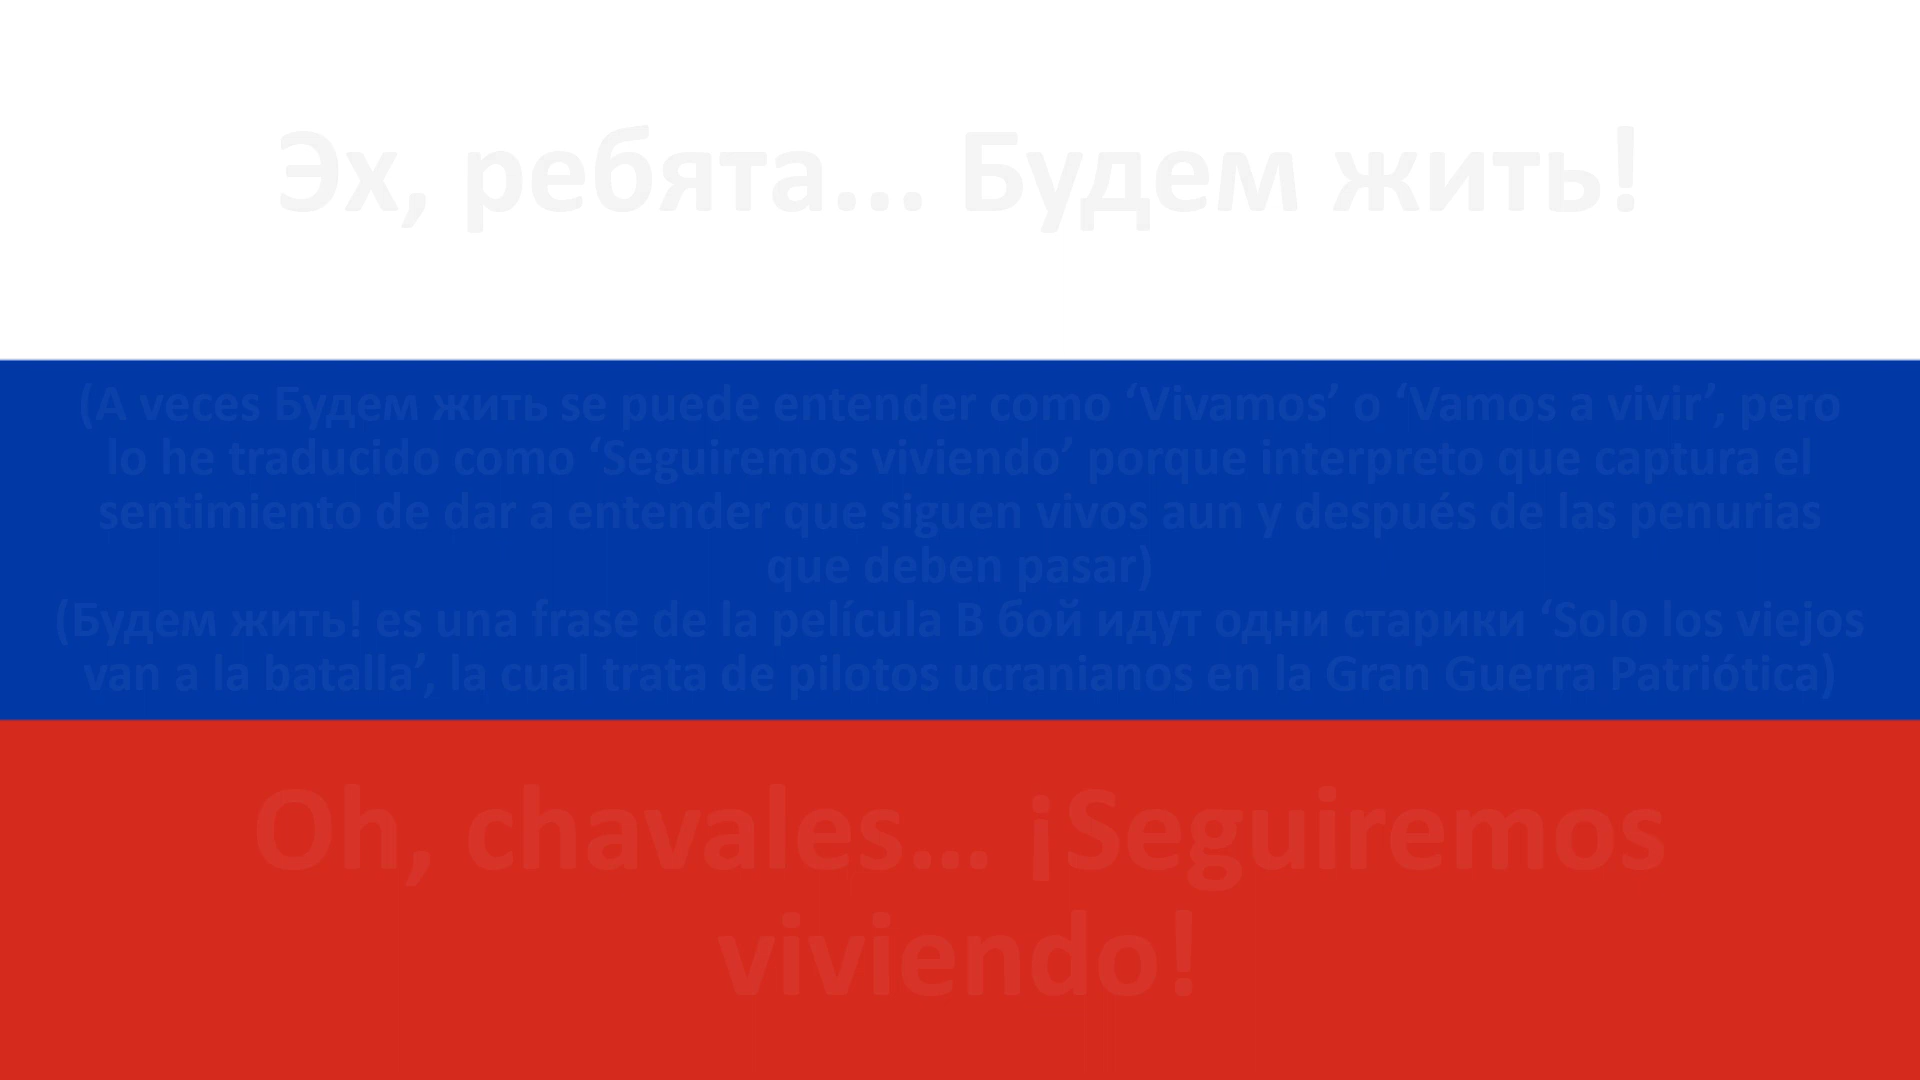 Эх, ребята... Будем жить!
(A veces Будем жить se puede entender como ‘Vivamos’ o ‘Vamos a vivir’, pero
lo he traducido como ‘Seguiremos viviendo’ porque interpreto que captura el
sentimiento de dar a entender que siguen vivos aun y después de las penurias
que deben pasar)
(Будем жить! es una frase de la película В бой идут одни старики ‘Solo los viejos
van a la batalla’, la cual trata de pilotos ucranianos en la Gran Guerra Patriótica)
Oh, chavales... ¡Seguiremos
viviendo!